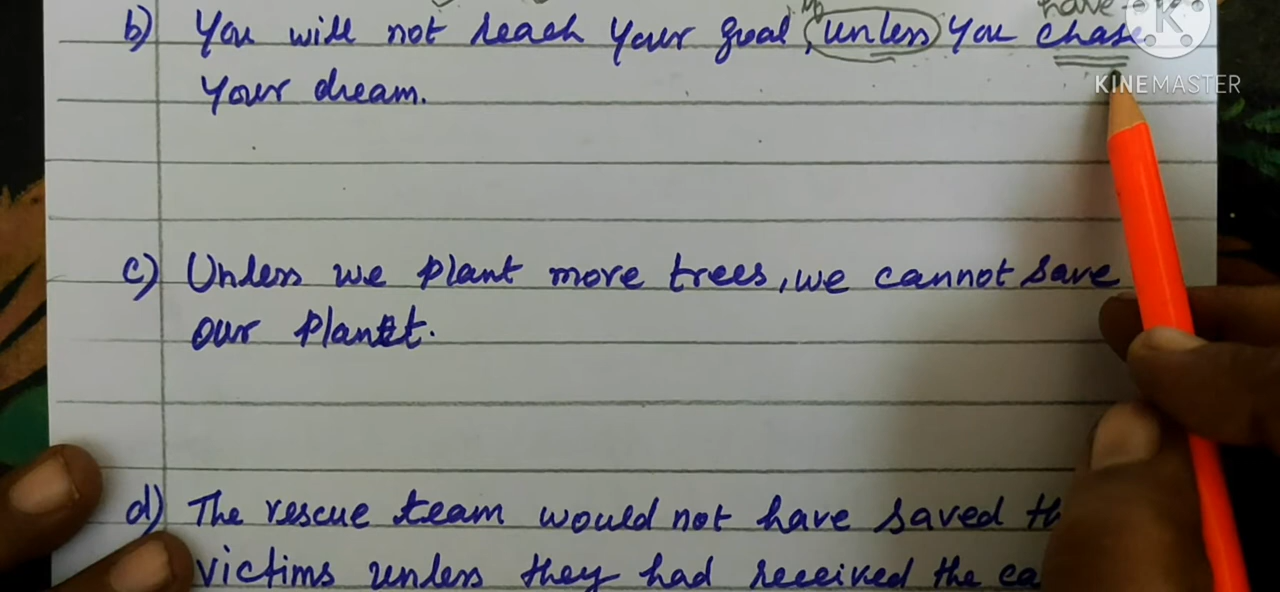 have
b) You will not reach your goal, unless you chase
your dream.
KINEMASTER
c) Unless we plant more trees, we cannot save
our planet.
d) The rescue team would not have saved
victims unless they had received the